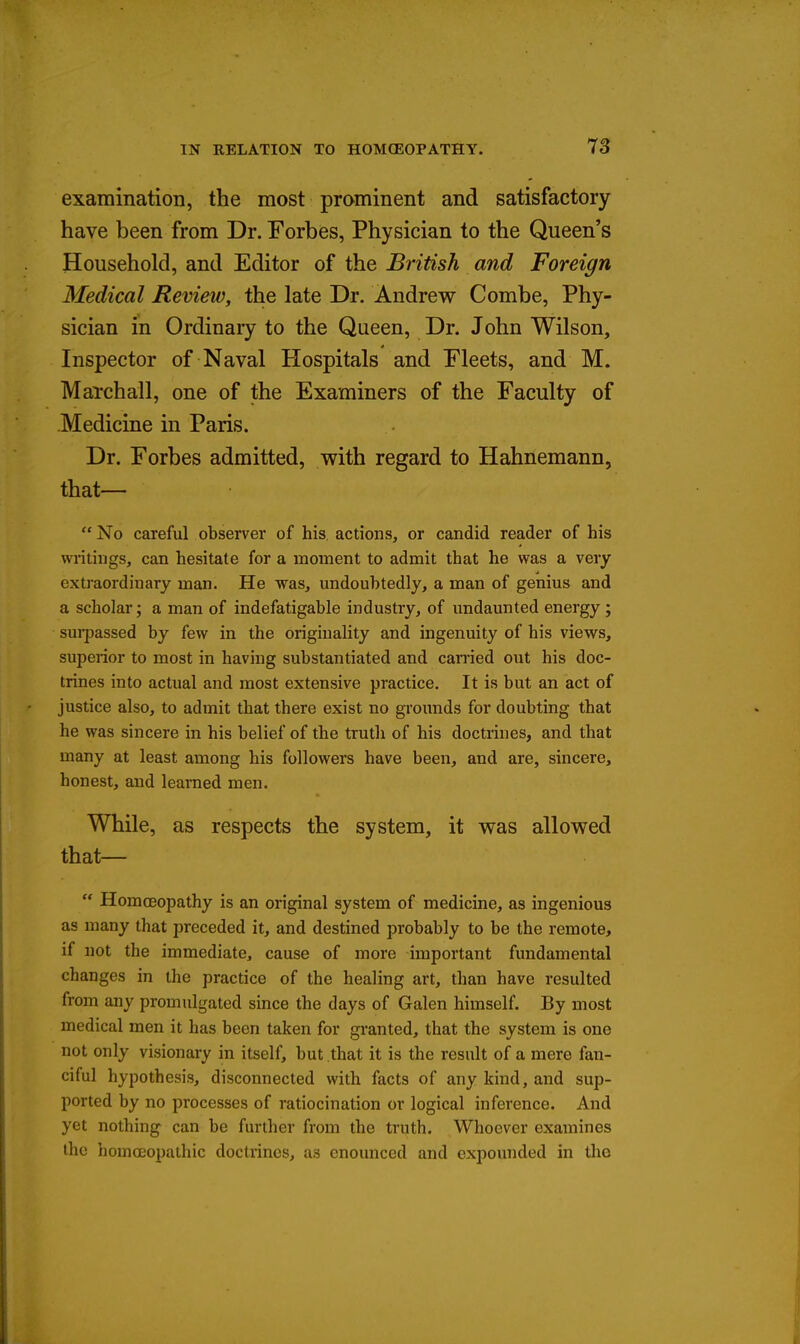 IN RELATION TO HOMŒOPATHY. 73
examination, the most prominent and satisfactory
have been from Dr. Forbes, Physician to the Queen's
Household, and Editor of the British and Foreign
Medical Review, the late Dr. Andrew Combe, Phy-
sician in Ordinary to the Queen, Dr. John Wilson,
Inspector of Naval Hospitals and Fleets, and M.
Marchall, one of the Examiners of the Faculty of
Medicine in Paris.
Dr. Forbes admitted, with regard to Hahnemann,
that—
“No careful observer of his actions, or candid reader of his
writings, can hesitate for a moment to admit that he was a very
extraordinary man. He was, undoubtedly, a man of genius and
a scholar; a man of indefatigable industry, of undaunted energy;
surpassed by few in the originality and ingenuity of his views,
superior to most in having substantiated and carried out his doc-
trines into actual and most extensive practice. It is but an act of
justice also, to admit that there exist no grounds for doubting that
he was sincere in his belief of the truth of his doctrines, and that
many at least among his followers have been, and are, sincere,
honest, and learned men.
While, as respects the system, it was allowed
that—
“Homœopathy is an original system of medicine, as ingenious
as many that preceded it, and destined probably to be the remote,
if not the immediate, cause of more important fundamental
changes in the practice of the healing art, than have resulted
from any promulgated since the days of Galen himself. By most
medical men it has been taken for granted, that the system is one
not only visionary in itself, but that it is the result of a mere fan-
ciful hypothesis, disconnected with facts of any kind, and sup-
ported by no processes of ratiocination or logical inference. And
yet nothing can be further from the truth. Whoever examines
the homœopathic doctrines, as enounced and expounded in the